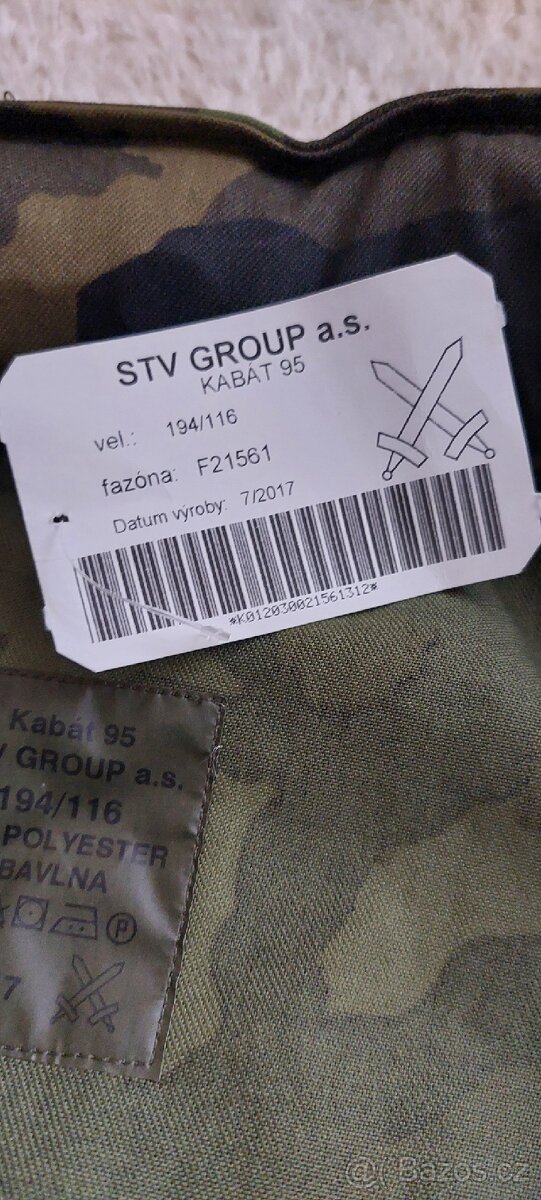 STV GROUP a.s.
KABÁT 95
vel.: 194/116
fazóna: F21561
Datum výroby: 7/2017
*K012030021561312*
Kabát 95
V GROUP a.s.
194/116
POLYESTER
BAVLNA
P
7
Bazos.cz